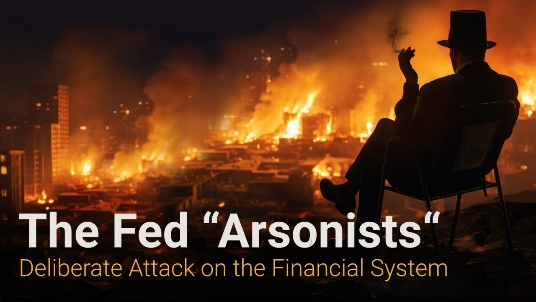 The Fed “Arsonists“
Deliberate Attack on the Financial System